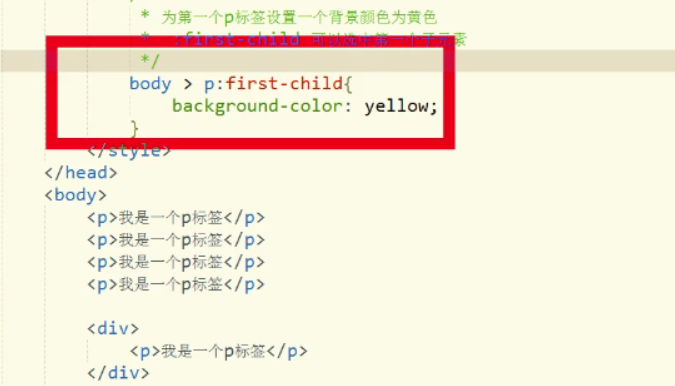 * 为第一个p标签设置一个背景颜色为黄色
* :first-child 可以选中第一个子元素
*/
body > p:first-child{
background-color: yellow;
}
</style>
</head>
<body>
<p>我是一个p标签</p>
<p>我是一个p标签</p>
<p>我是一个p标签</p>
<p>我是一个p标签</p>
<div>
<p>我是一个p标签</p>
</div>